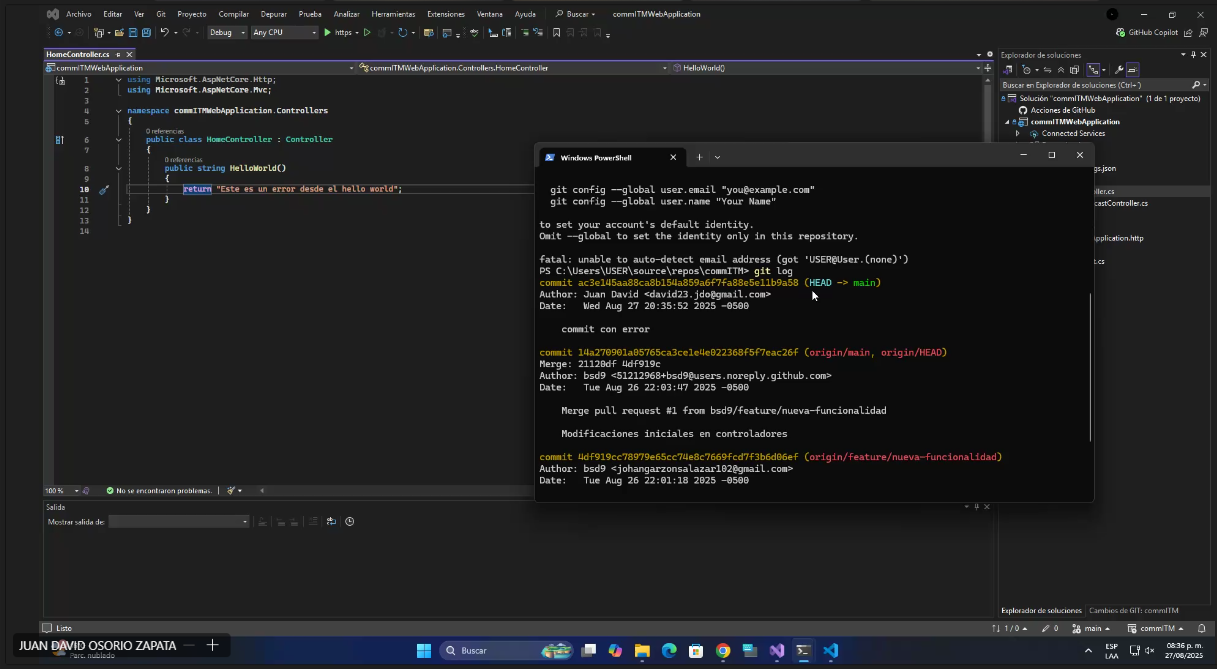 Archivo Editar Ver Git Proyecto Compilar Depurar Prueba Analizar Herramientas Extensiones Ventana Ayuda Buscar commITMWebApplication
Debug Any CPU https GitHub Copilot
HomeController.cs
commITMWebApplication commITMWebApplication.Controllers.HomeController HelloWorld()
1 using Microsoft.AspNetCore.Http;
2 using Microsoft.AspNetCore.Mvc;
3
4 namespace commITMWebApplication.Controllers
5 {
0 referencias
6 public class HomeController : Controller
7 {
0 referencias
8 public string HelloWorld()
9 {
10 return "Este es un error desde el hello world";
11 }
12 }
13 }
14
100 % No se encontraron problemas.
Salida
Mostrar salida de:
Explorador de soluciones
Buscar en Explorador de soluciones (Ctrl+´)
Solución "commITMWebApplication" (1 de 1 proyecto)
Acciones de GitHub
commITMWebApplication
Connected Services
gs.json
ler.cs
castController.cs
pplication.http
cs
Explorador de soluciones Cambios de GIT: commITM
Windows PowerShell
git config --global user.email "you@example.com"
git config --global user.name "Your Name"
to set your account's default identity.
Omit --global to set the identity only in this repository.
fatal: unable to auto-detect email address (got 'USER@User.(none)')
PS C:\Users\USER\source\repos\commITM> git log
commit ac3e145aa88ca8b154a859a6f7fa88e5e11b9a58 (HEAD -> main)
Author: Juan David <david23.jdo@gmail.com>
Date: Wed Aug 27 20:35:52 2025 -0500
commit con error
commit 14a270901a05765ca3ce1e4e022368f5f7eac26f (origin/main, origin/HEAD)
Merge: 21120df 4df919c
Author: bsd9 <51212968+bsd9@users.noreply.github.com>
Date: Tue Aug 26 22:03:47 2025 -0500
Merge pull request #1 from bsd9/feature/nueva-funcionalidad
Modificaciones iniciales en controladores
commit 4df919cc78979e65cc74e8c7669fcd7f3b6d06ef (origin/feature/nueva-funcionalidad)
Author: bsd9 <johangarzonsalazar102@gmail.com>
Date: Tue Aug 26 22:01:18 2025 -0500
Listo 1 / 0 0 main commITM
JUAN DAVID OSORIO ZAPATA
Parc. nublado
Buscar
ESP
LAA
08:36 p. m.
27/08/2025